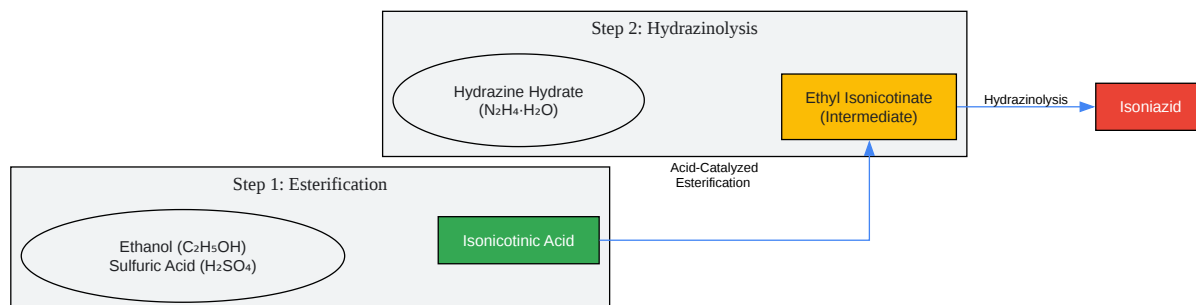 Step 2: Hydrazinolysis
Hydrazine Hydrate
(N₂H₄·H₂O)
Ethyl Isonicotinate
(Intermediate)
Hydrazinolysis
Isoniazid
Acid-Catalyzed
Esterification
Step 1: Esterification
Ethanol (C₂H₅OH)
Sulfuric Acid (H₂SO₄)
Isonicotinic Acid